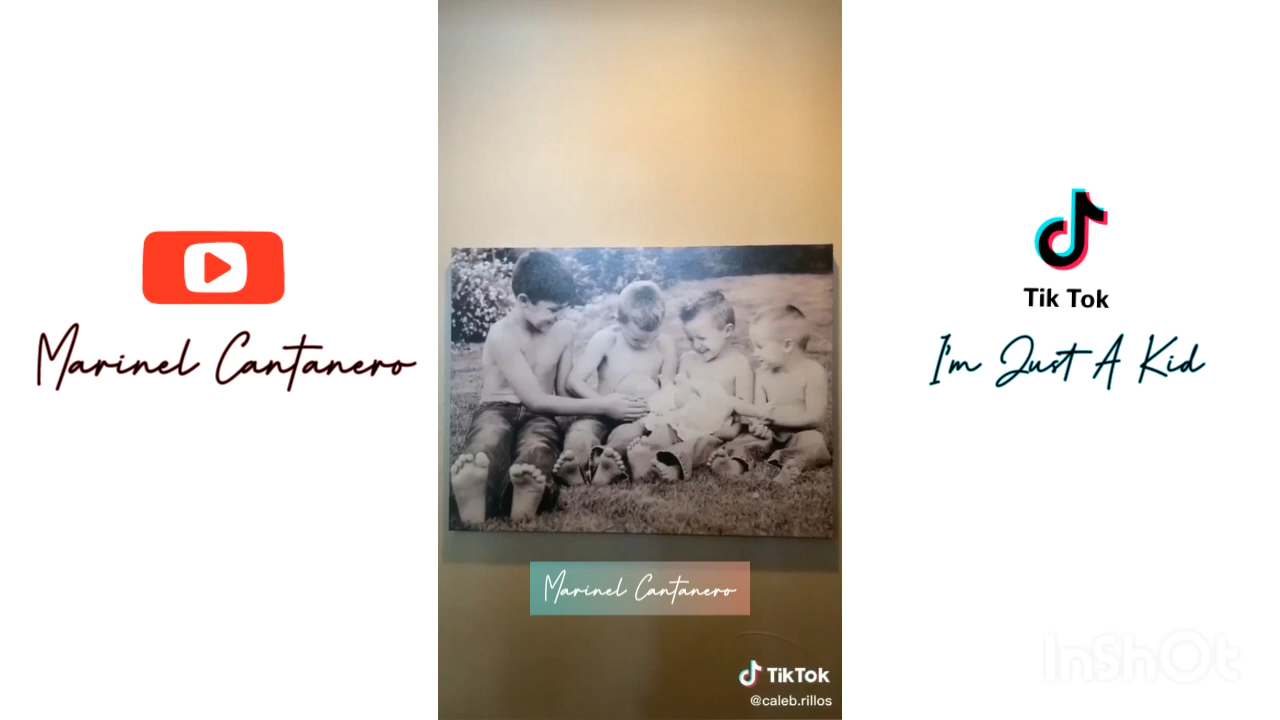 Marinel Cantanero
Tik Tok
I'm Just A Kid
Marinel Cantanero
TikTok
@caleb.rillos
InShOt